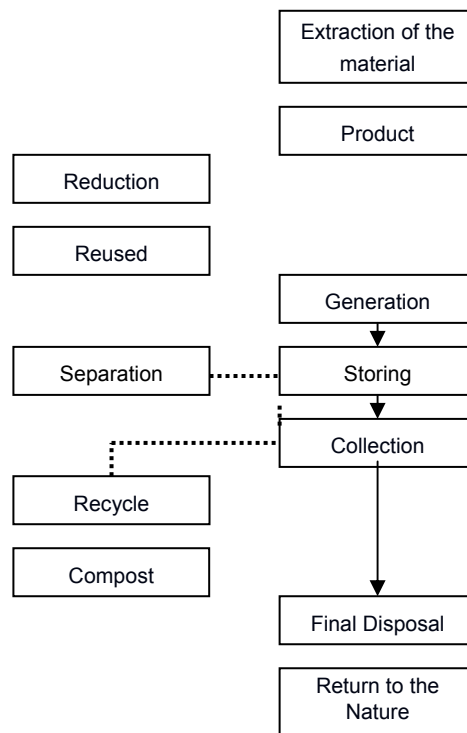 Extraction of the
material
Product
Reduction
Reused
Generation
Separation
Storing
Collection
Recycle
Compost
Final Disposal
Return to the
Nature